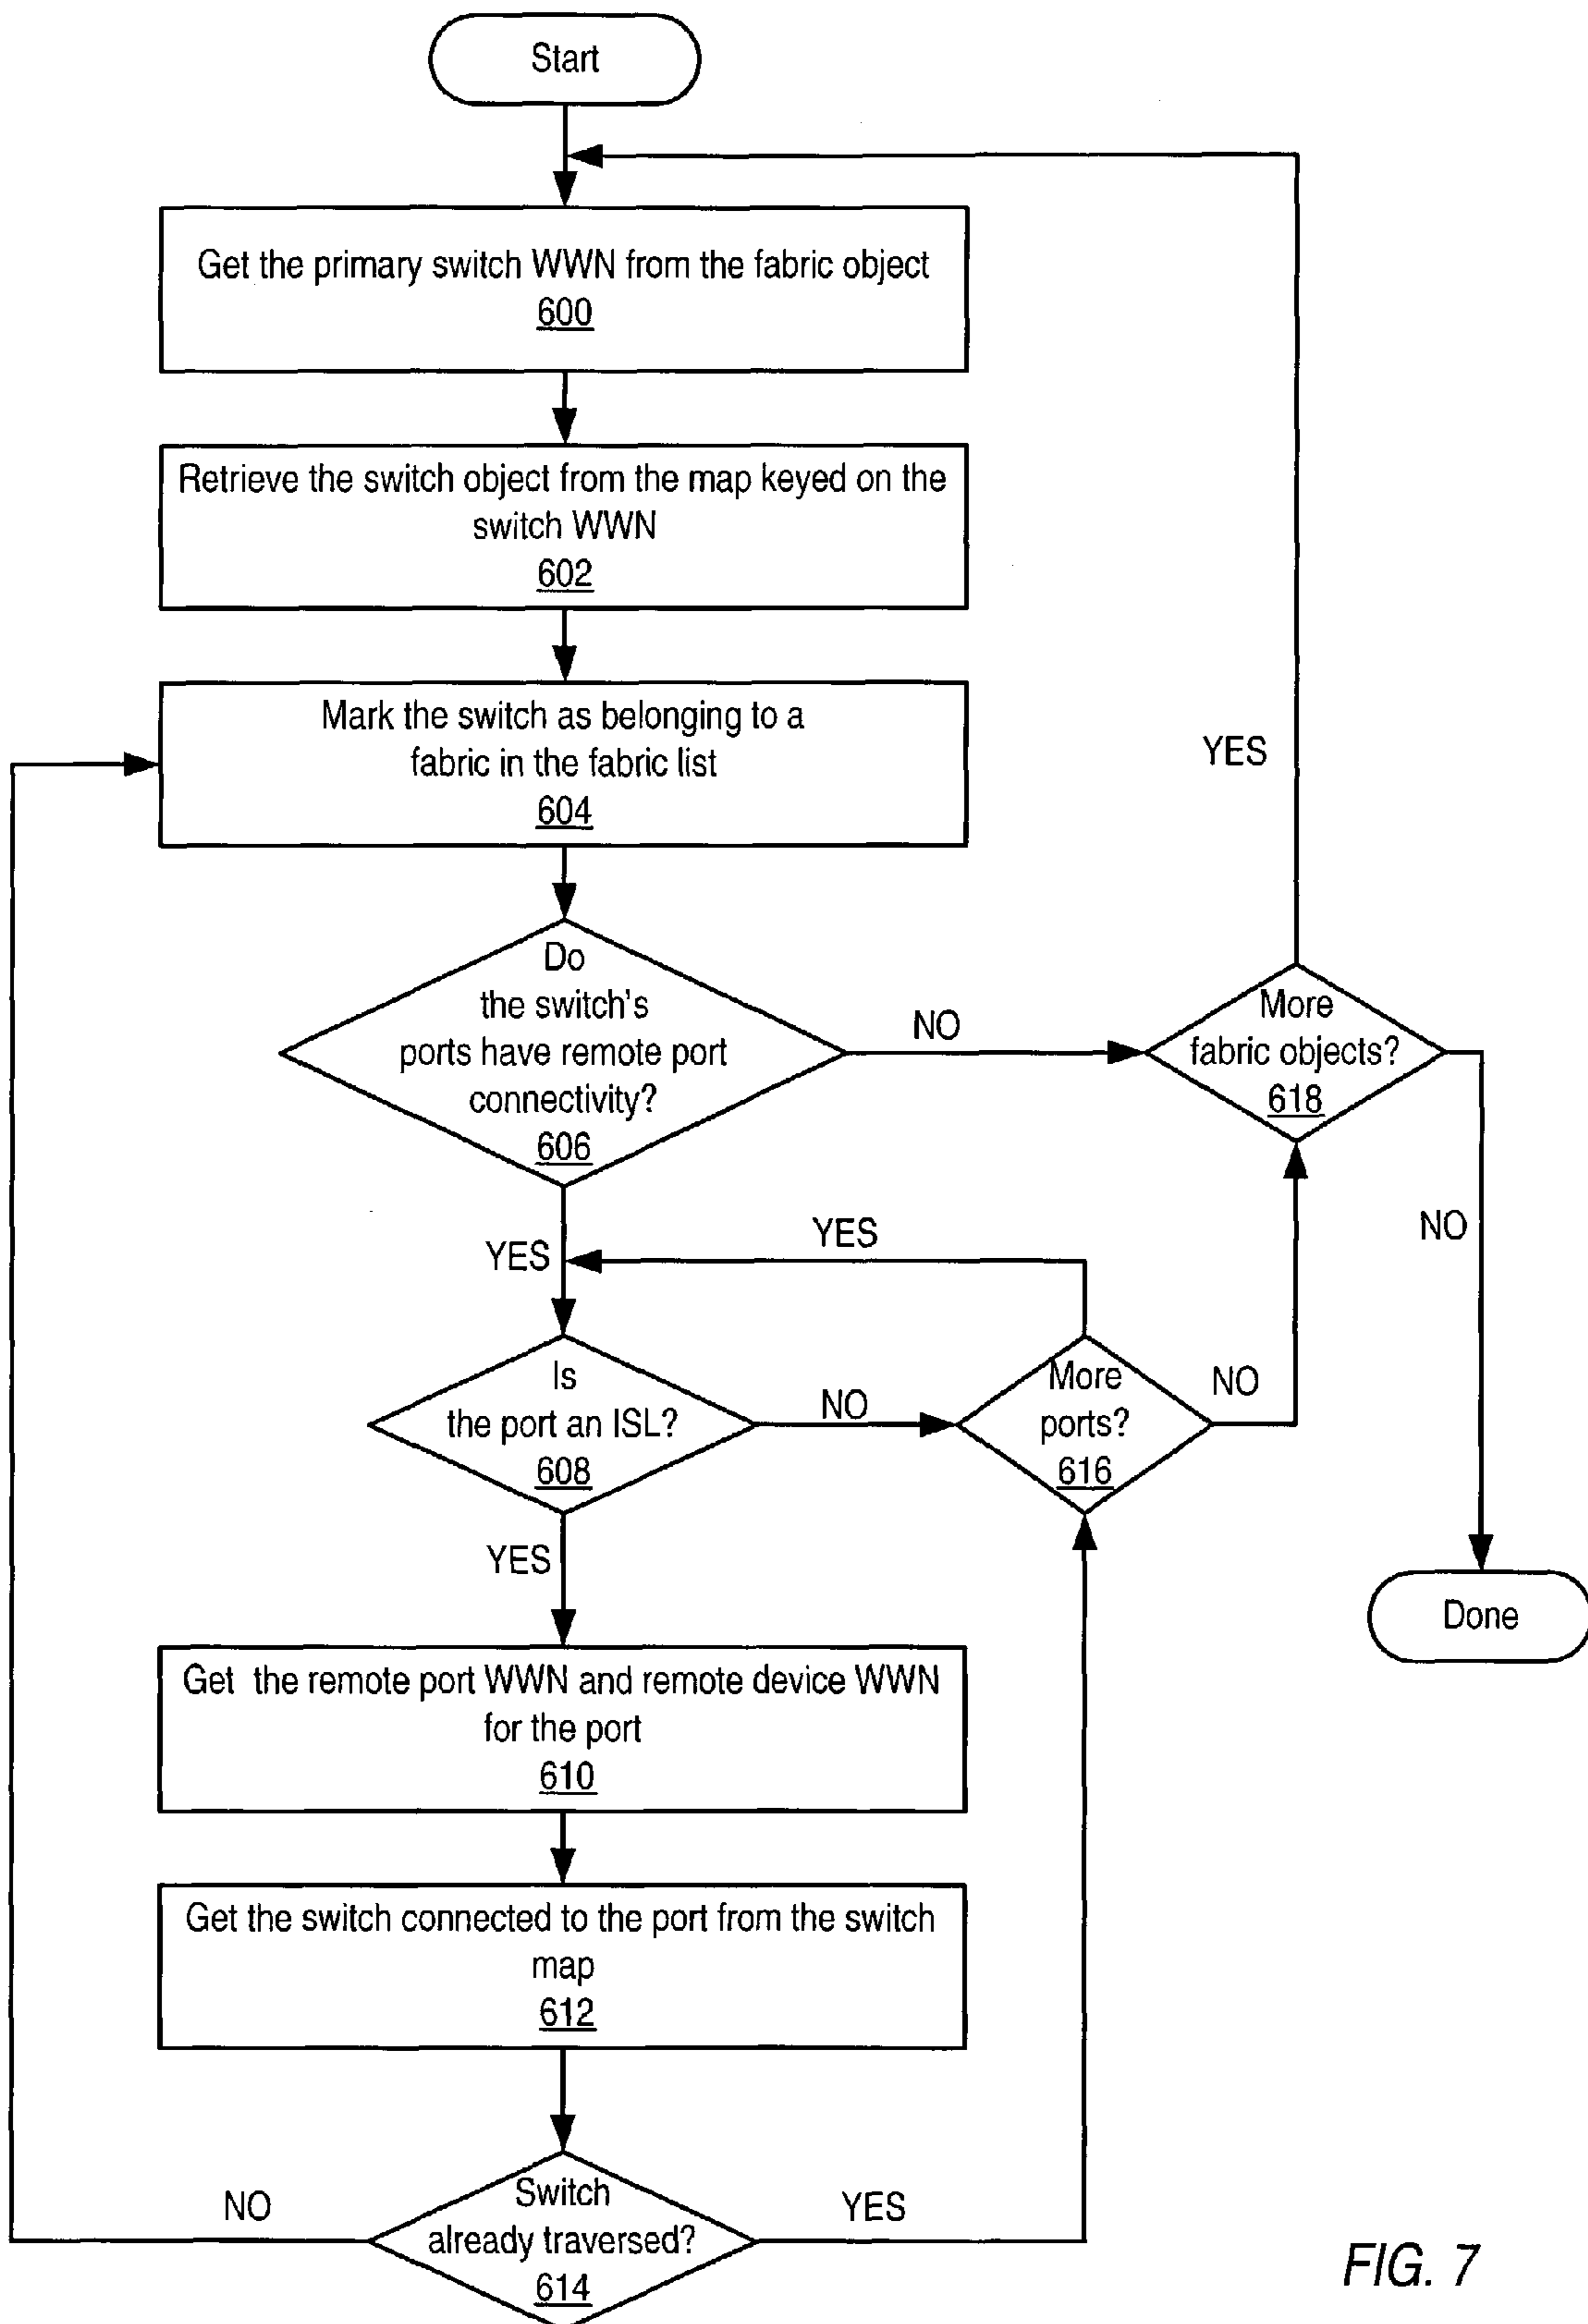 Start
Get the primary switch WWN from the fabric object
600
Retrieve the switch object from the map keyed on the
switch WWN
602
Mark the switch as belonging to a
fabric in the fabric list
604
YES
Do
the switch's
ports have remote port
connectivity?
606
NO
More
fabric objects?
618
YES
YES
NO
Is
the port an ISL?
608
NO
More
ports?
616
NO
YES
Done
Get the remote port WWN and remote device WWN
for the port
610
Get the switch connected to the port from the switch
map
612
NO
Switch
already traversed?
614
YES
FIG. 7